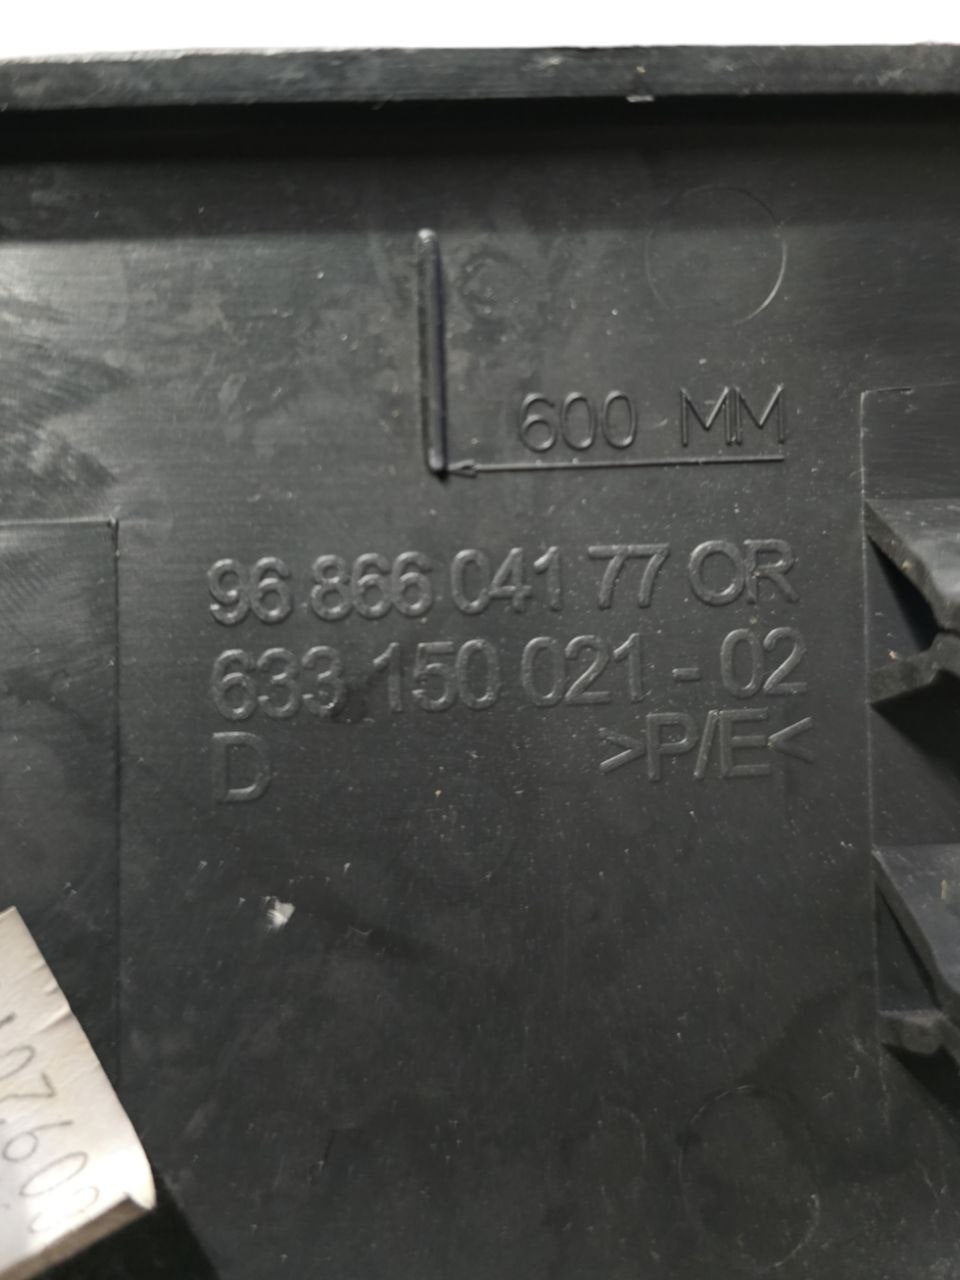 600 MM
96 866 041 77 OR
633 150 021-02
D >P/E<